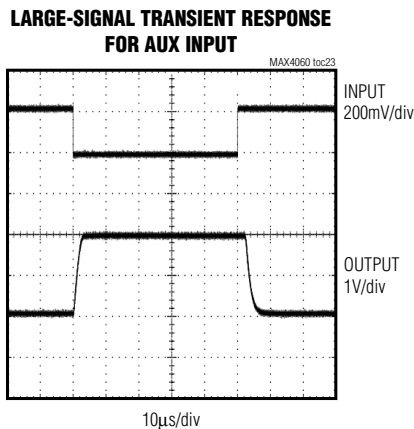 LARGE-SIGNAL TRANSIENT RESPONSE
FOR AUX INPUT
MAX4060 toc23
INPUT
200mV/div
OUTPUT
1V/div
10μs/div